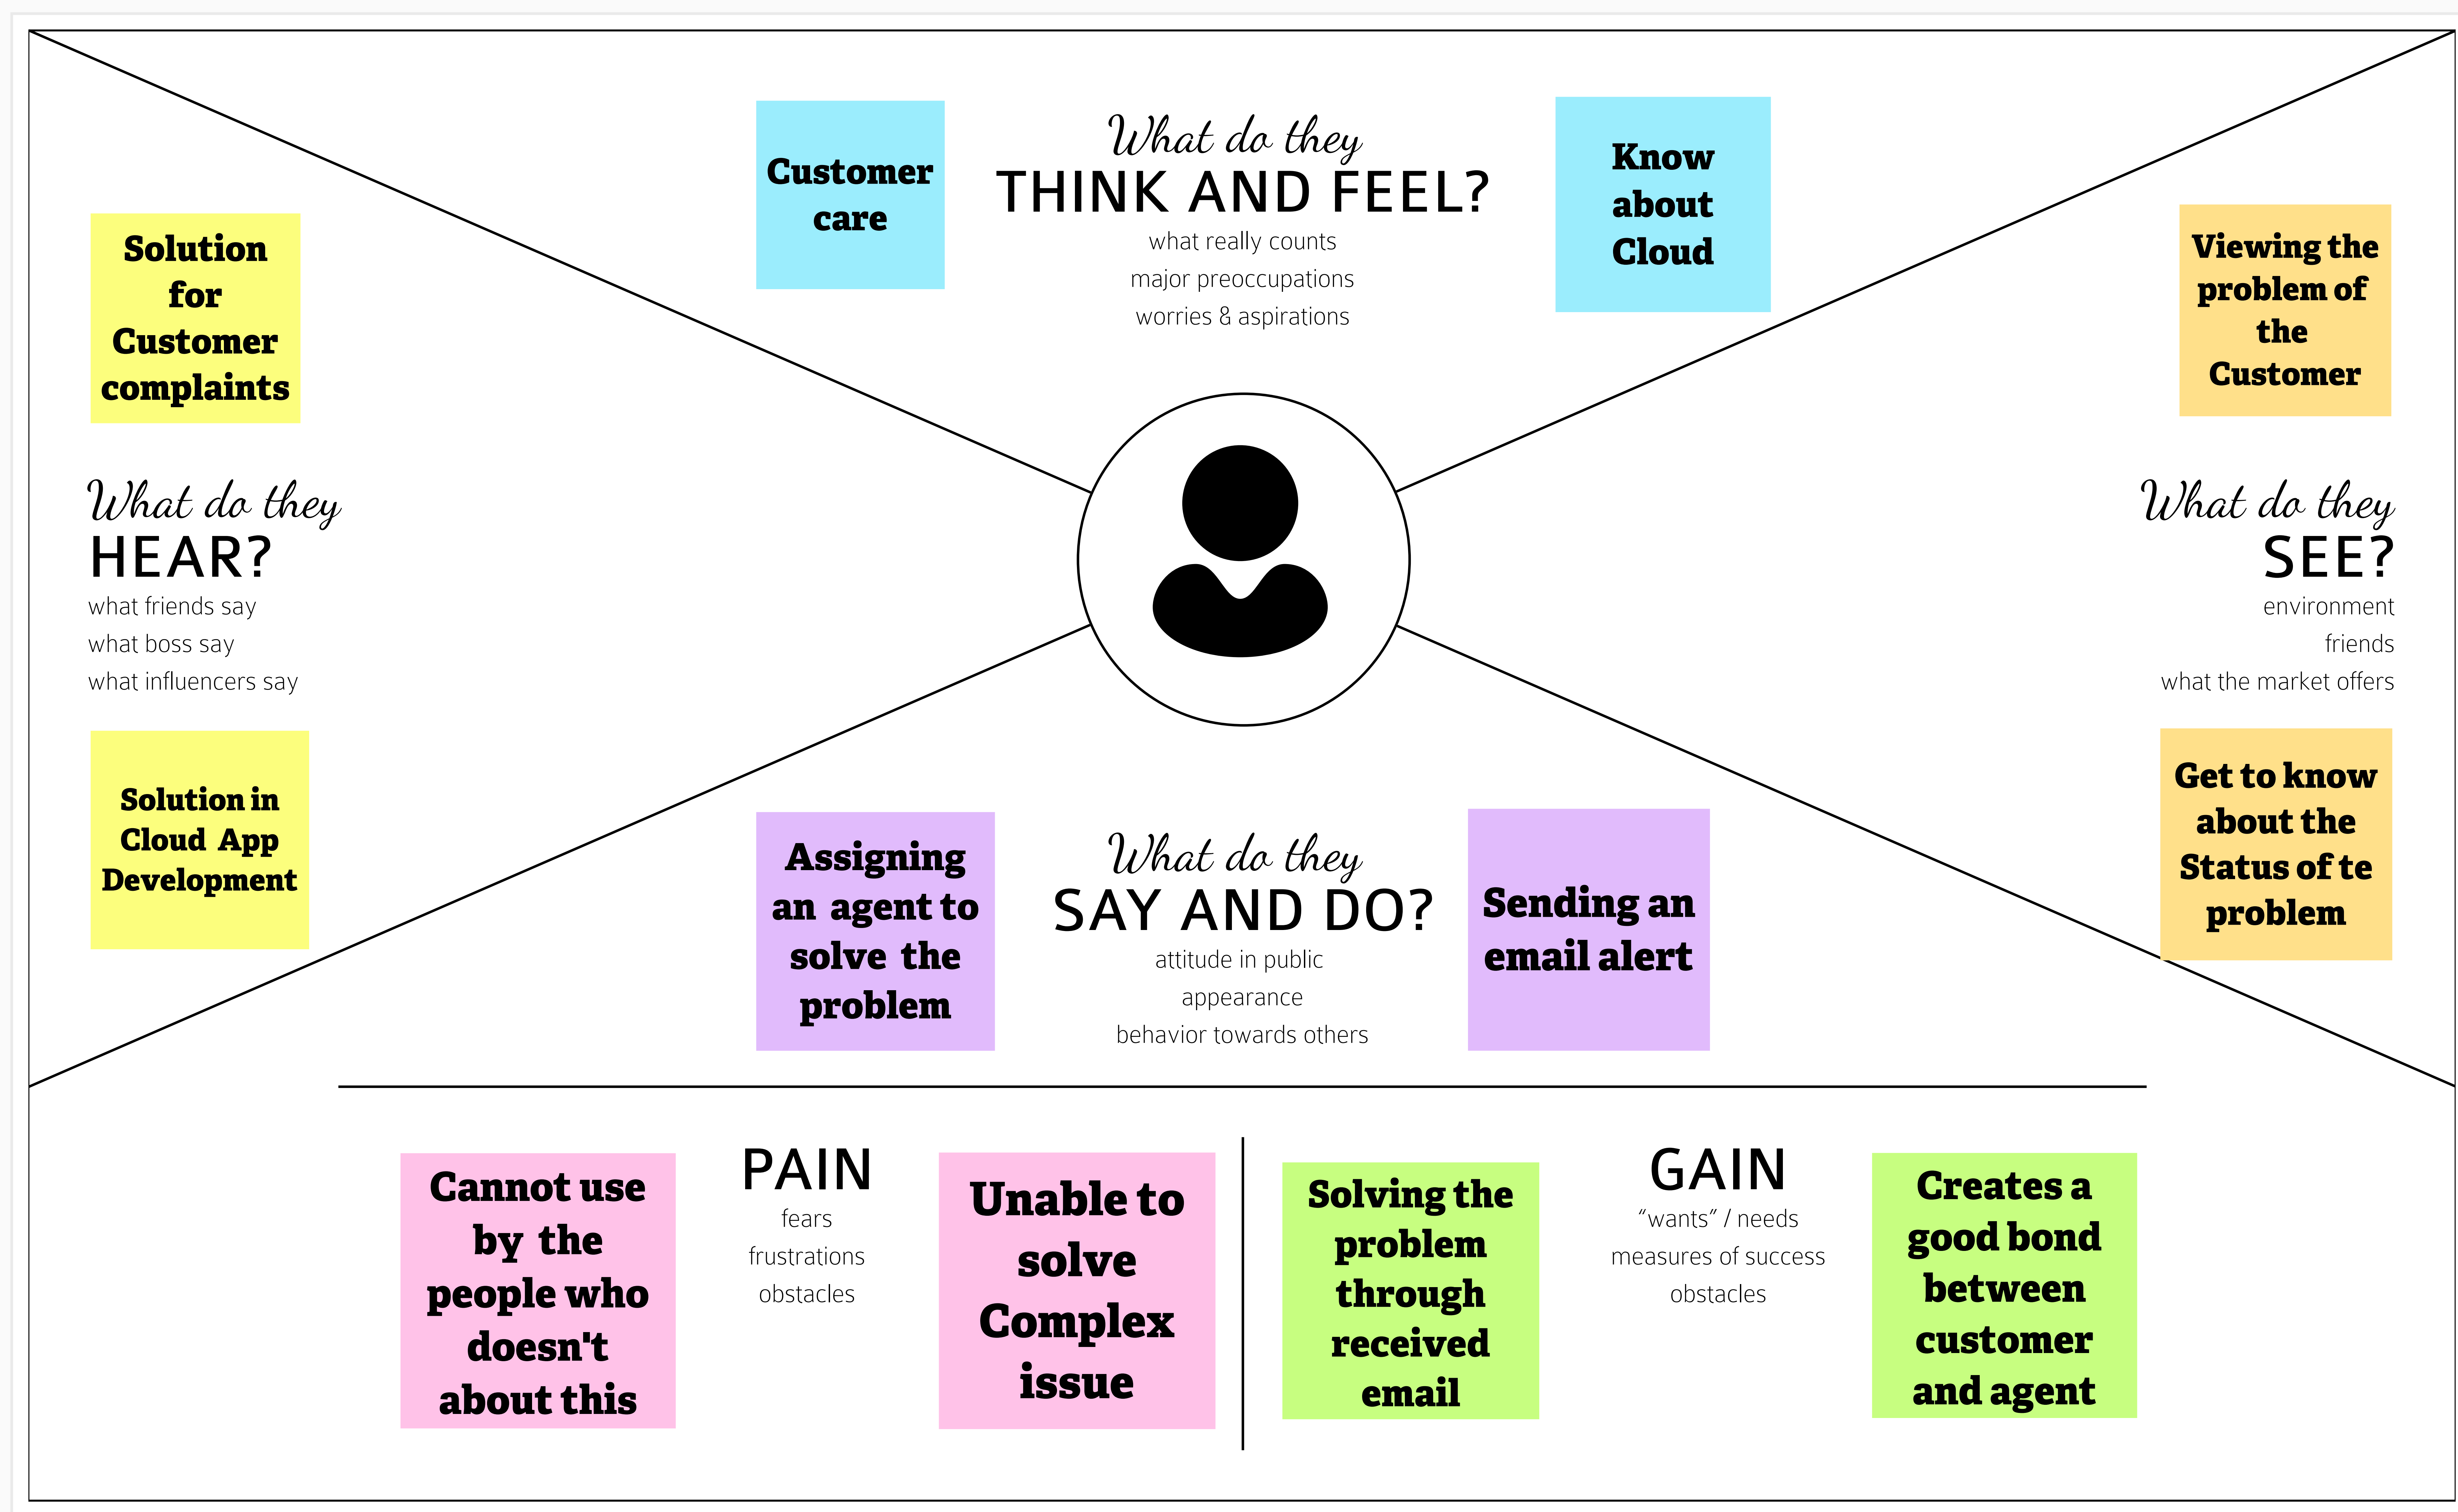 Customer
care
What do they
THINK AND FEEL?
what really counts
major preoccupations
worries & aspirations
Know
about
Cloud
Solution
for
Customer
complaints
What do they
HEAR?
what friends say
what boss say
what influencers say
Solution in
Cloud App
Development
Viewing the
problem of
the
Customer
What do they
SEE?
environment
friends
what the market offers
Get to know
about the
Status of te
problem
Assigning
an agent to
solve the
problem
What do they
SAY AND DO?
attitude in public
appearance
behavior towards others
Sending an
email alert
Cannot use
by the
people who
doesn't
about this
PAIN
fears
frustrations
obstacles
Unable to
solve
Complex
issue
Solving the
problem
through
received
email
GAIN
“wants” / needs
measures of success
obstacles
Creates a
good bond
between
customer
and agent